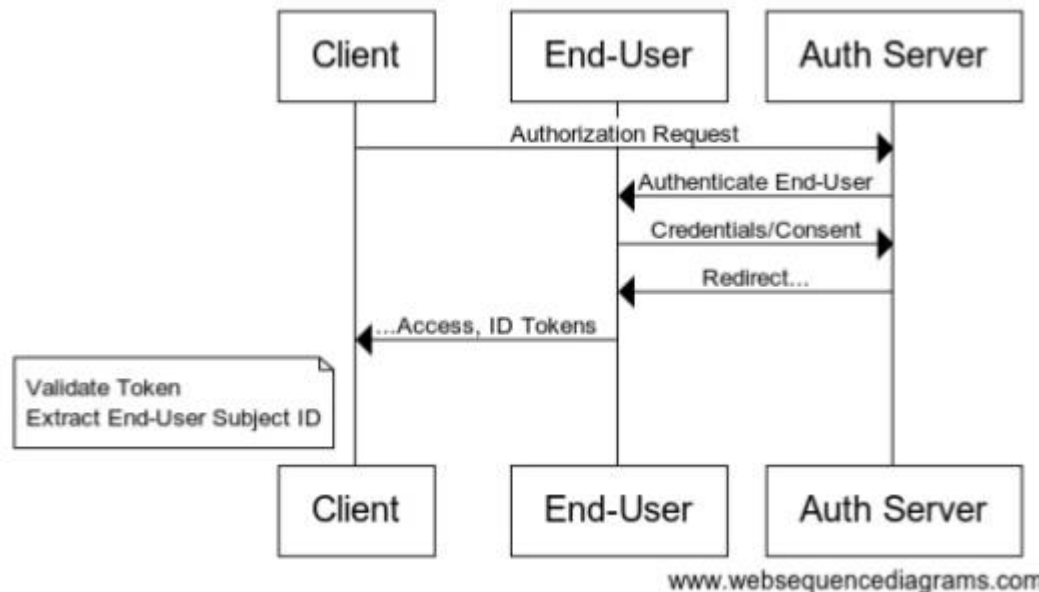 Client
End-User
Auth Server
Authorization Request
Authenticate End-User
Credentials/Consent
Redirect...
...Access, ID Tokens
Validate Token
Extract End-User Subject ID
Client
End-User
Auth Server
www.websequencediagrams.com